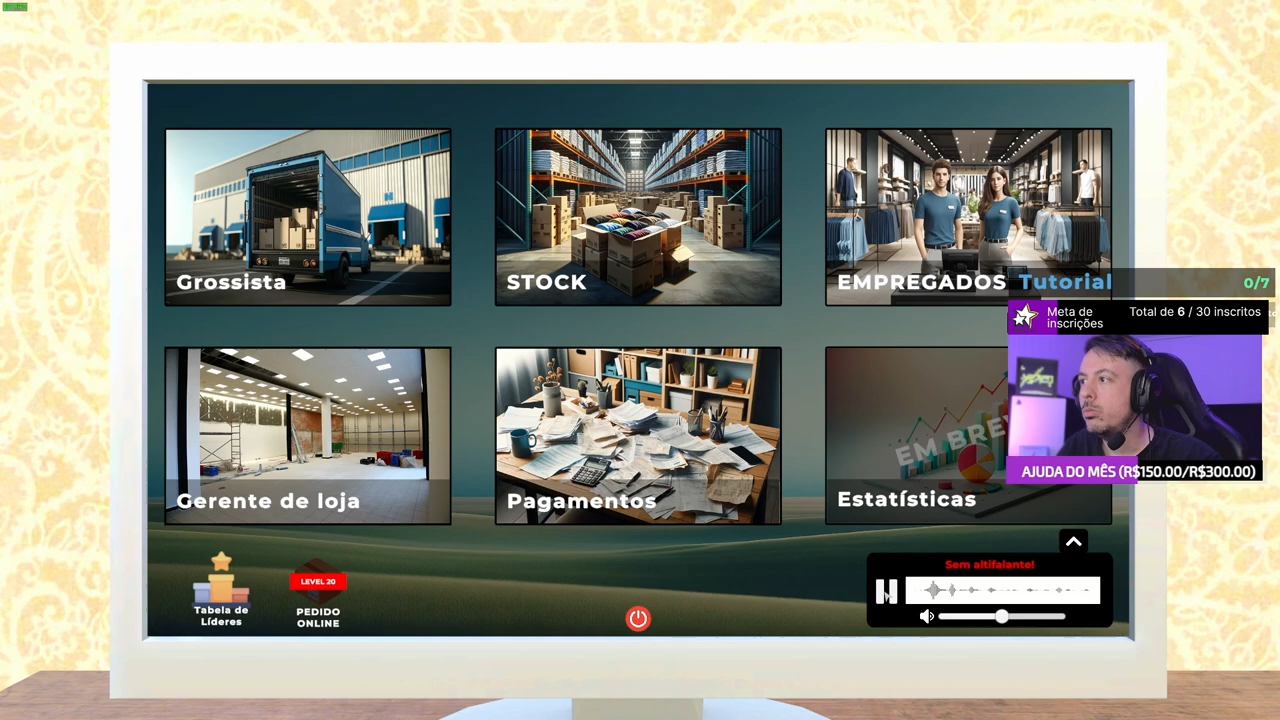 Grossista
STOCK
EMPREGADOS
Tutorial
0/7
Meta de
inscrições
Total de 6 / 30 inscritos
Gerente de loja
Pagamentos
EM BRE
Estatísticas
AJUDA DO MÊS (R$150.00/R$300.00)
Tabela de
Líderes
LEVEL 20
PEDIDO
ONLINE
Sem altifalante!